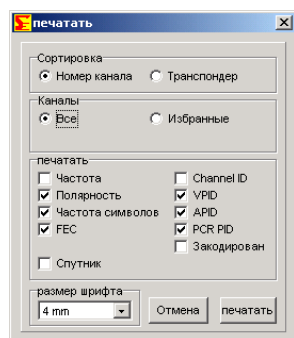 печатать
Сортировка
Номер канала Транспондер
Каналы
Все Избранные
печатать
Частота Channel ID
Полярность VPID
Частота символов APID
FEC PCR PID
Закодирован
Спутник
размер шрифта
4 mm Отмена печатать